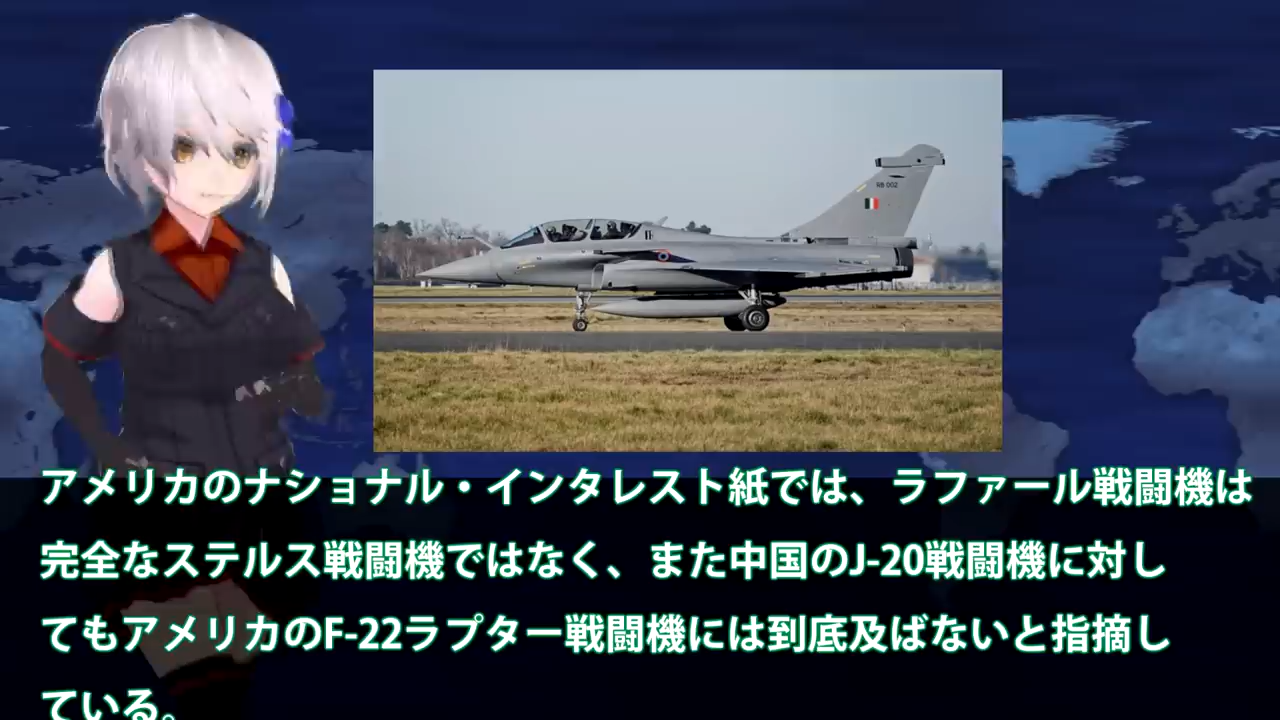 RB 002
アメリカのナショナル・インタレスト紙では、ラファール戦闘機は
完全なステルス戦闘機ではなく、また中国のJ-20戦闘機に対し
てもアメリカのF-22ラプター戦闘機には到底及ばないと指摘し
ている。